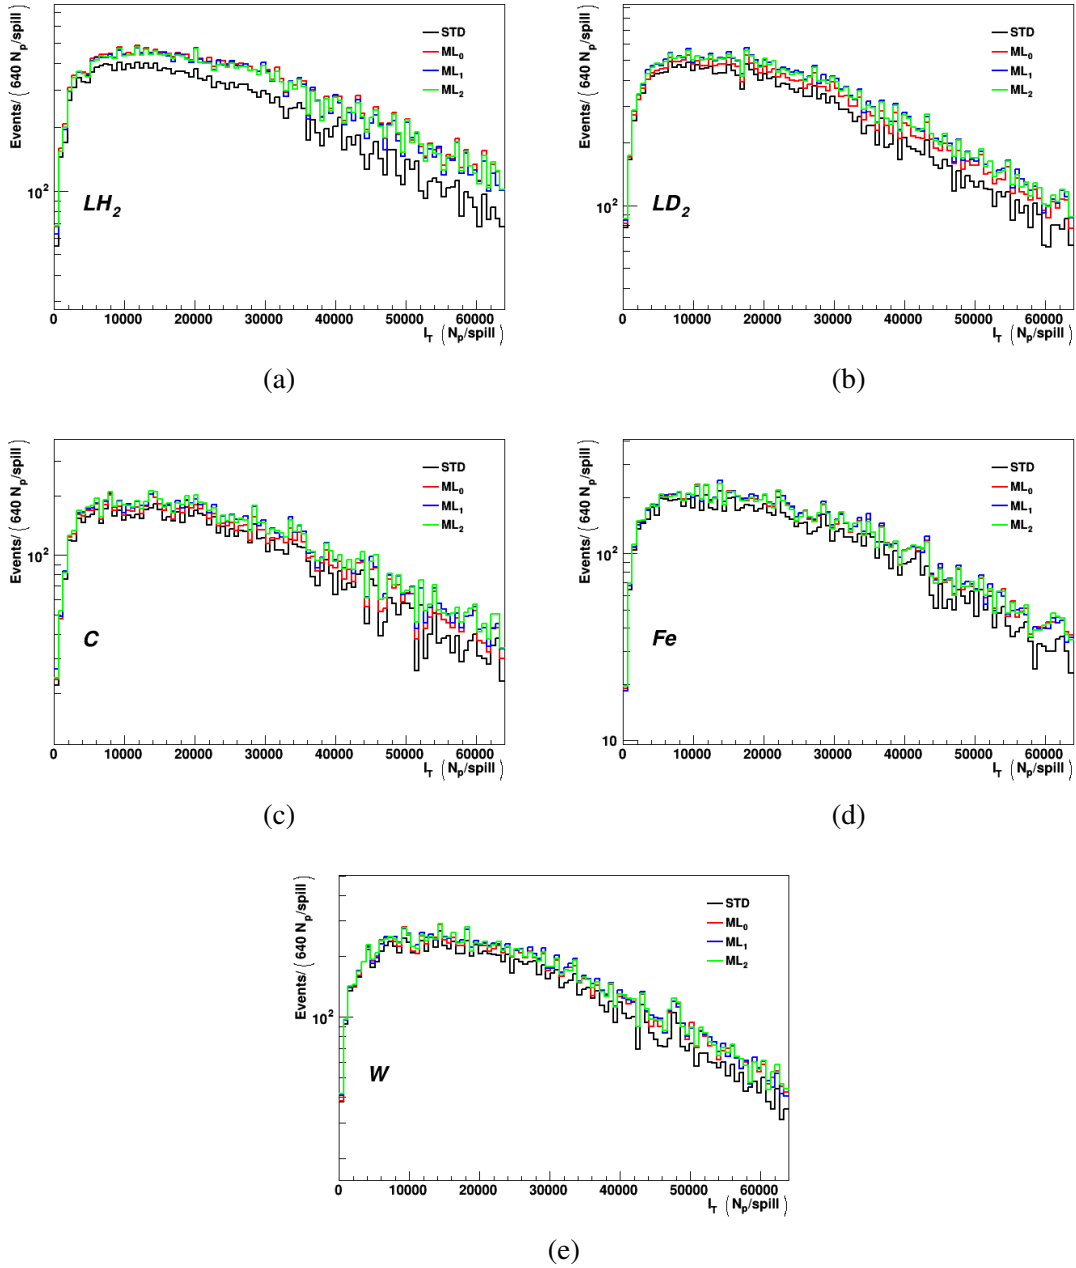 Events/ ( 640 N_p/spill )
STD
ML_0
ML_1
ML_2
10^2
LH_2
0 10000 20000 30000 40000 50000 60000
I_T ( N_p/spill )
(a)
Events/ ( 640 N_p/spill )
STD
ML_0
ML_1
ML_2
10^2
LD_2
0 10000 20000 30000 40000 50000 60000
I_T ( N_p/spill )
(b)
Events/ ( 640 N_p/spill )
STD
ML_0
ML_1
ML_2
10^2
C
0 10000 20000 30000 40000 50000 60000
I_T ( N_p/spill )
(c)
Events/ ( 640 N_p/spill )
STD
ML_0
ML_1
ML_2
10^2
Fe
10
0 10000 20000 30000 40000 50000 60000
I_T ( N_p/spill )
(d)
Events/ ( 640 N_p/spill )
STD
ML_0
ML_1
ML_2
10^2
W
0 10000 20000 30000 40000 50000 60000
I_T ( N_p/spill )
(e)